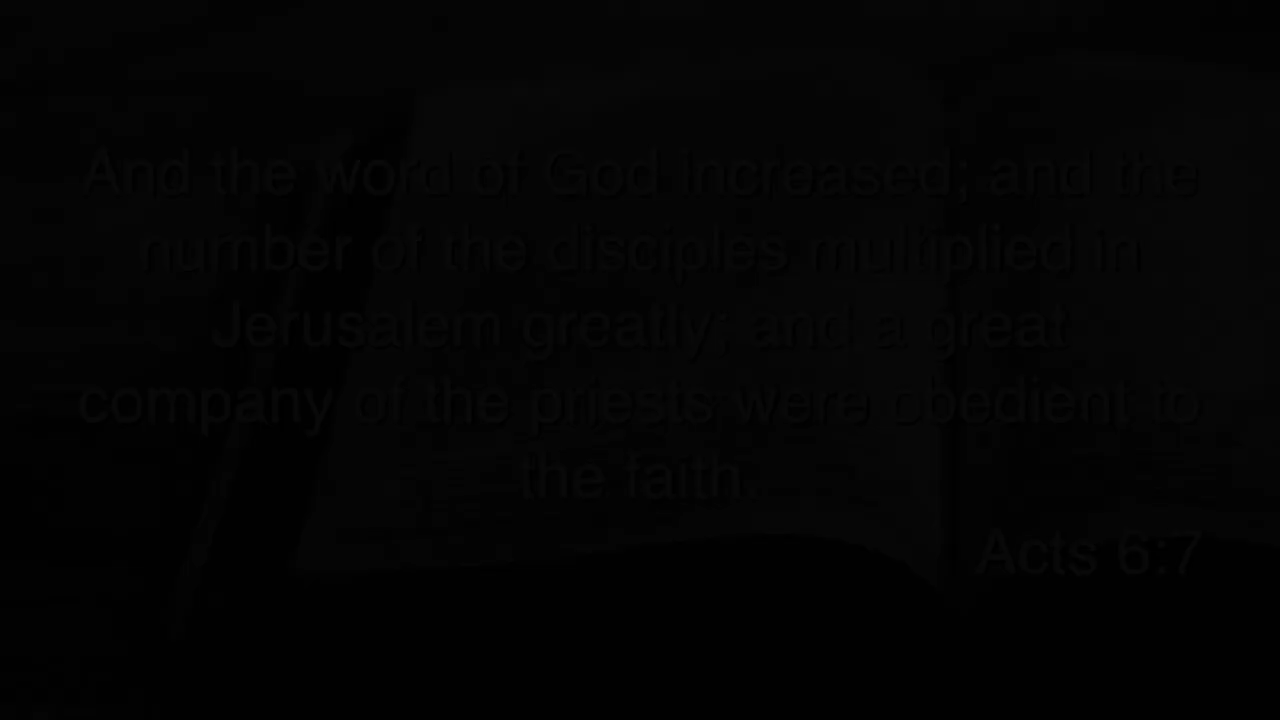 And the word of God increased; and the
number of the disciples multiplied in
Jerusalem greatly; and a great
company of the priests were obedient to
the faith.
Acts 6:7